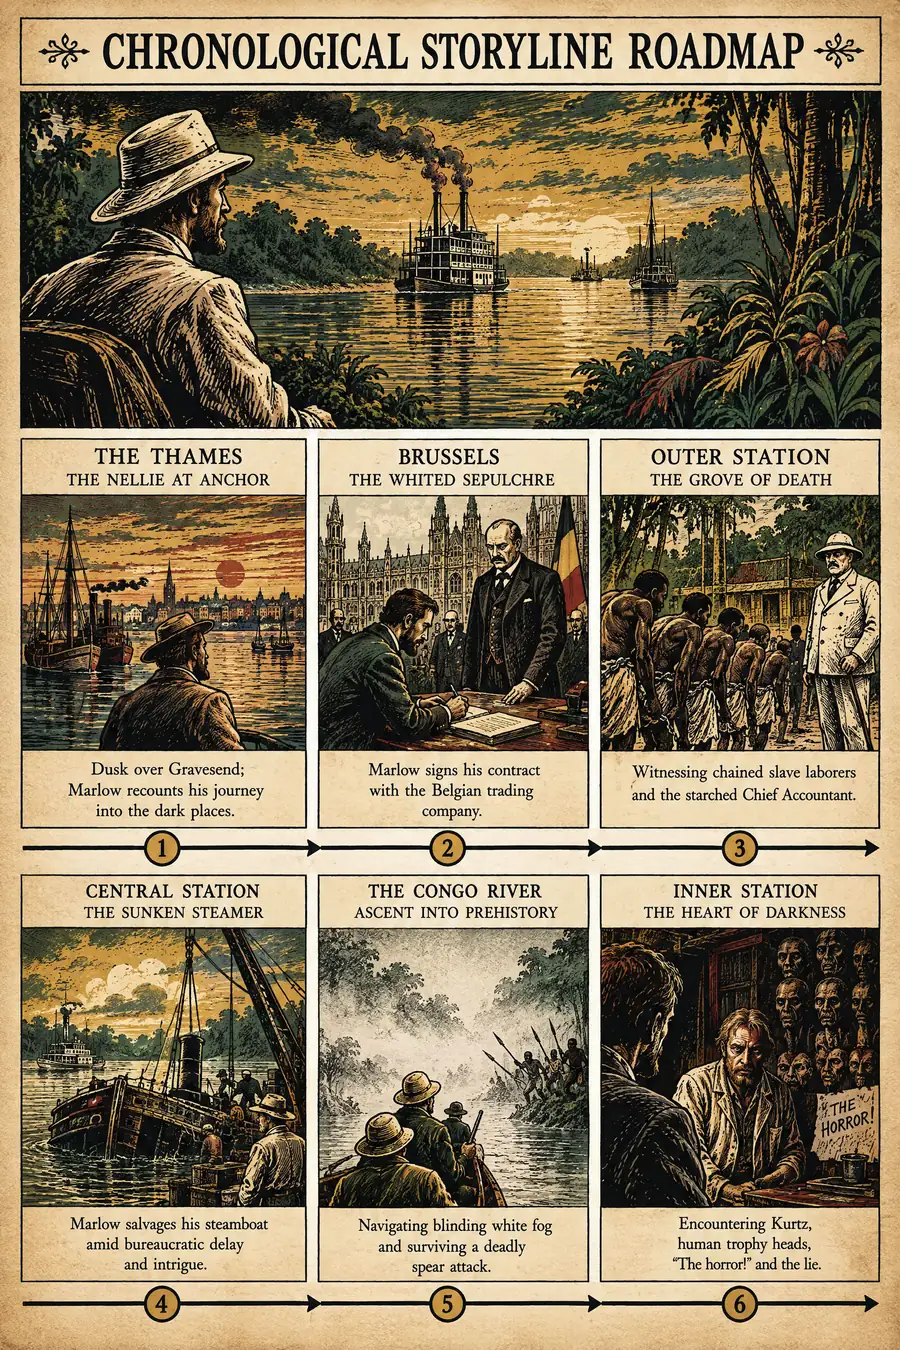 CHRONOLOGICAL STORYLINE ROADMAP
THE THAMES
THE NELLIE AT ANCHOR
Dusk over Gravesend;
Marlow recounts his journey
into the dark places.
BRUSSELS
THE WHITED SEPULCHRE
Marlow signs his contract
with the Belgian trading
company.
OUTER STATION
THE GROVE OF DEATH
Witnessing chained slave laborers
and the starched Chief Accountant.
1
2
3
CENTRAL STATION
THE SUNKEN STEAMER
Marlow salvages his steamboat
amid bureaucratic delay
and intrigue.
THE CONGO RIVER
ASCENT INTO PREHISTORY
Navigating blinding white fog
and surviving a deadly
spear attack.
INNER STATION
THE HEART OF DARKNESS
"THE
HORROR!
Encountering Kurtz,
human trophy heads,
"The horror!" and the lie.
4
5
6